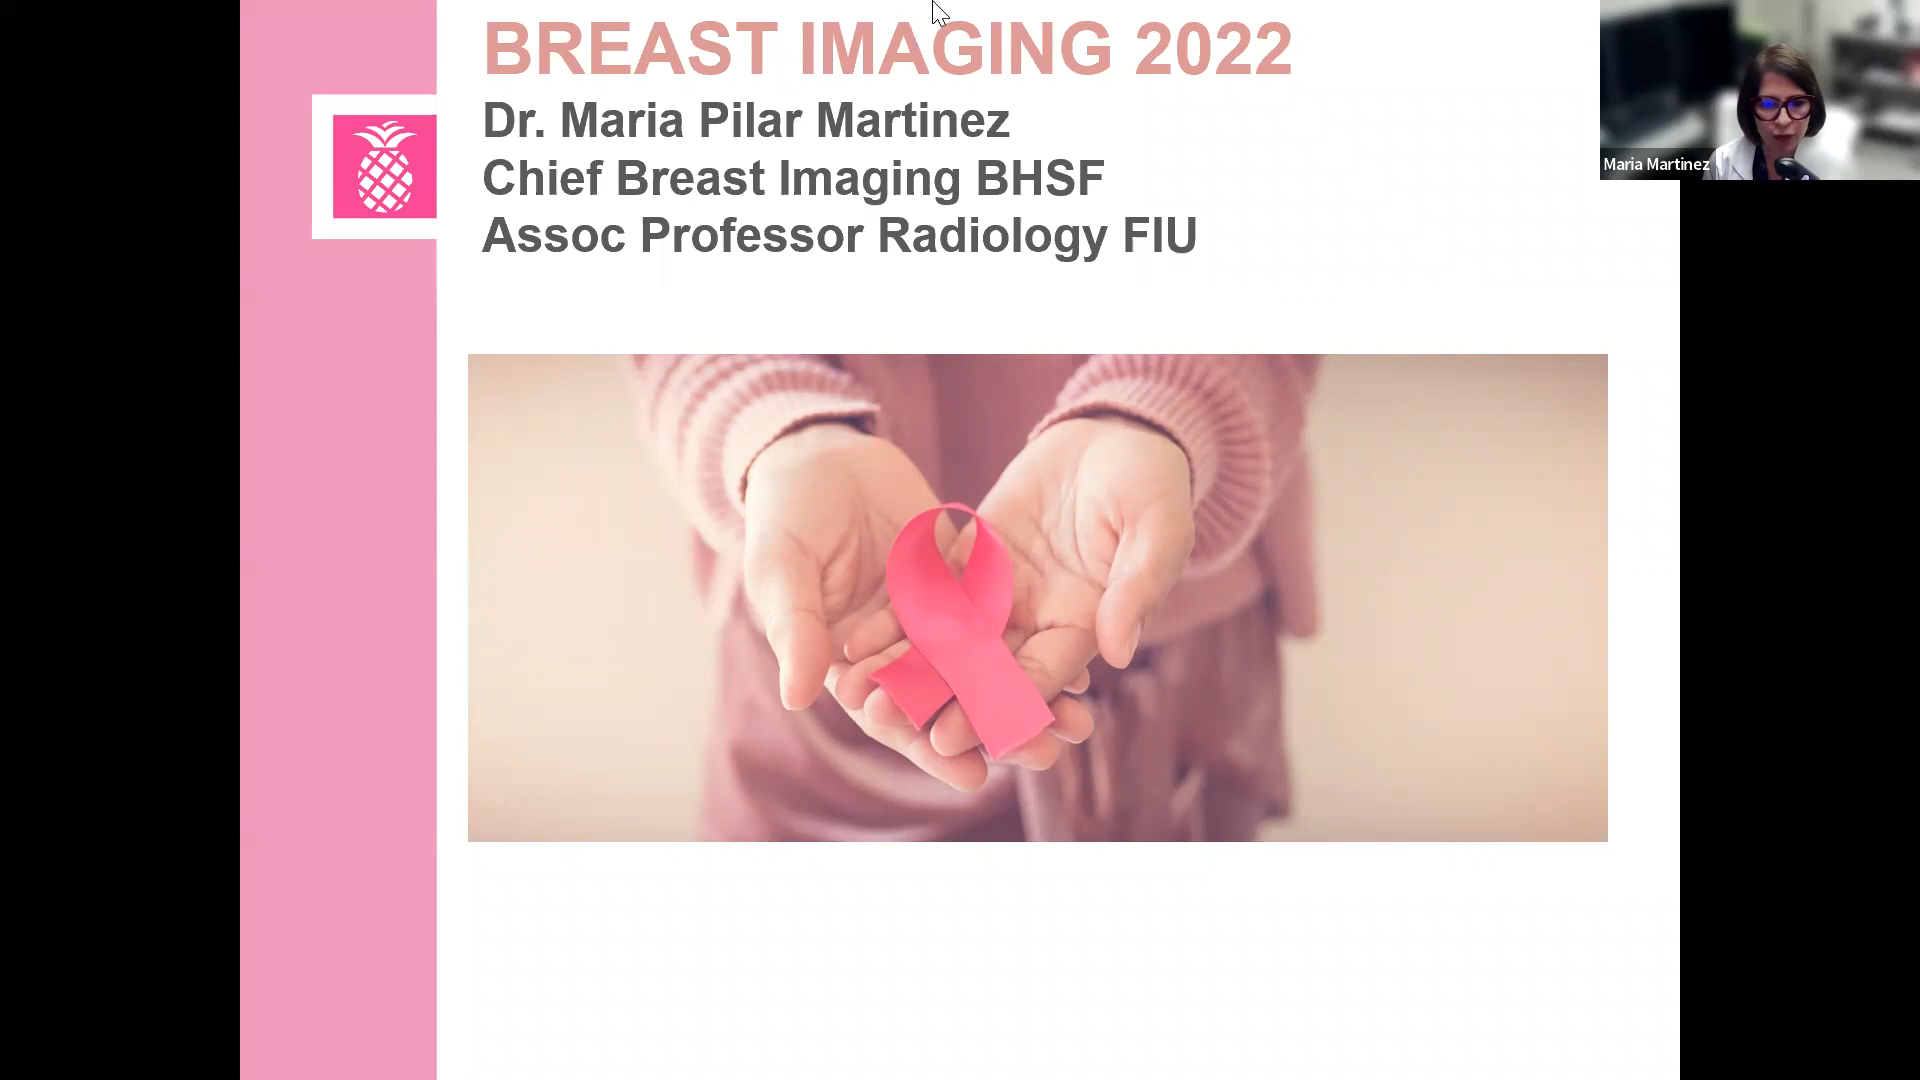 BREAST IMAGING 2022
Dr. Maria Pilar Martinez
Chief Breast Imaging BHSF
Assoc Professor Radiology FIU
Maria Martinez